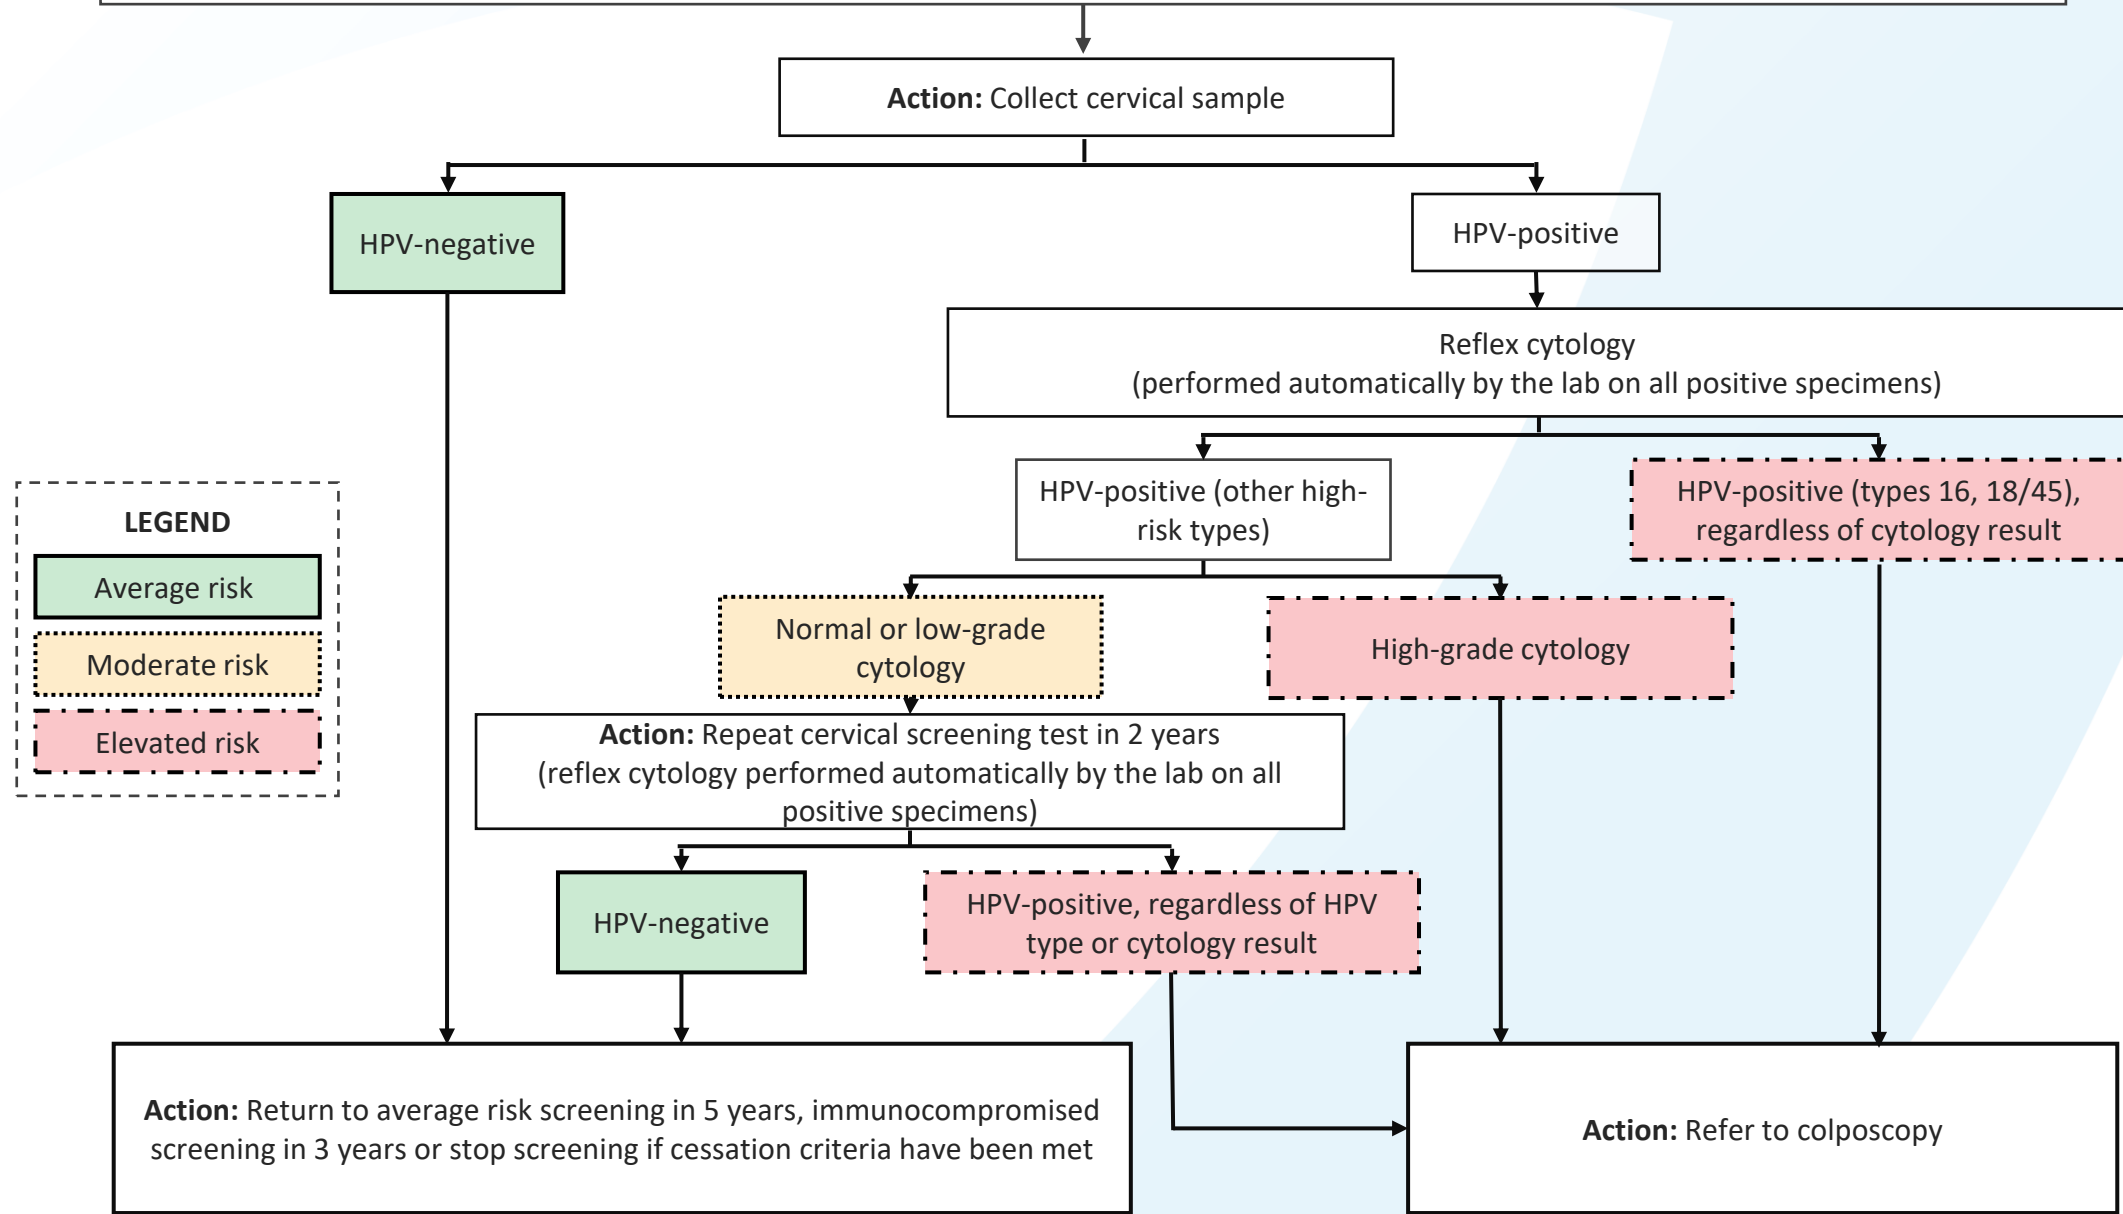 Action: Collect cervical sample
HPV-negative
HPV-positive
Reflex cytology
(performed automatically by the lab on all positive specimens)
HPV-positive (other high-
risk types)
HPV-positive (types 16, 18/45),
regardless of cytology result
LEGEND
Average risk
Moderate risk
Elevated risk
Normal or low-grade
cytology
High-grade cytology
Action: Repeat cervical screening test in 2 years
(reflex cytology performed automatically by the lab on all
positive specimens)
HPV-negative
HPV-positive, regardless of HPV
type or cytology result
Action: Return to average risk screening in 5 years, immunocompromised
screening in 3 years or stop screening if cessation criteria have been met
Action: Refer to colposcopy